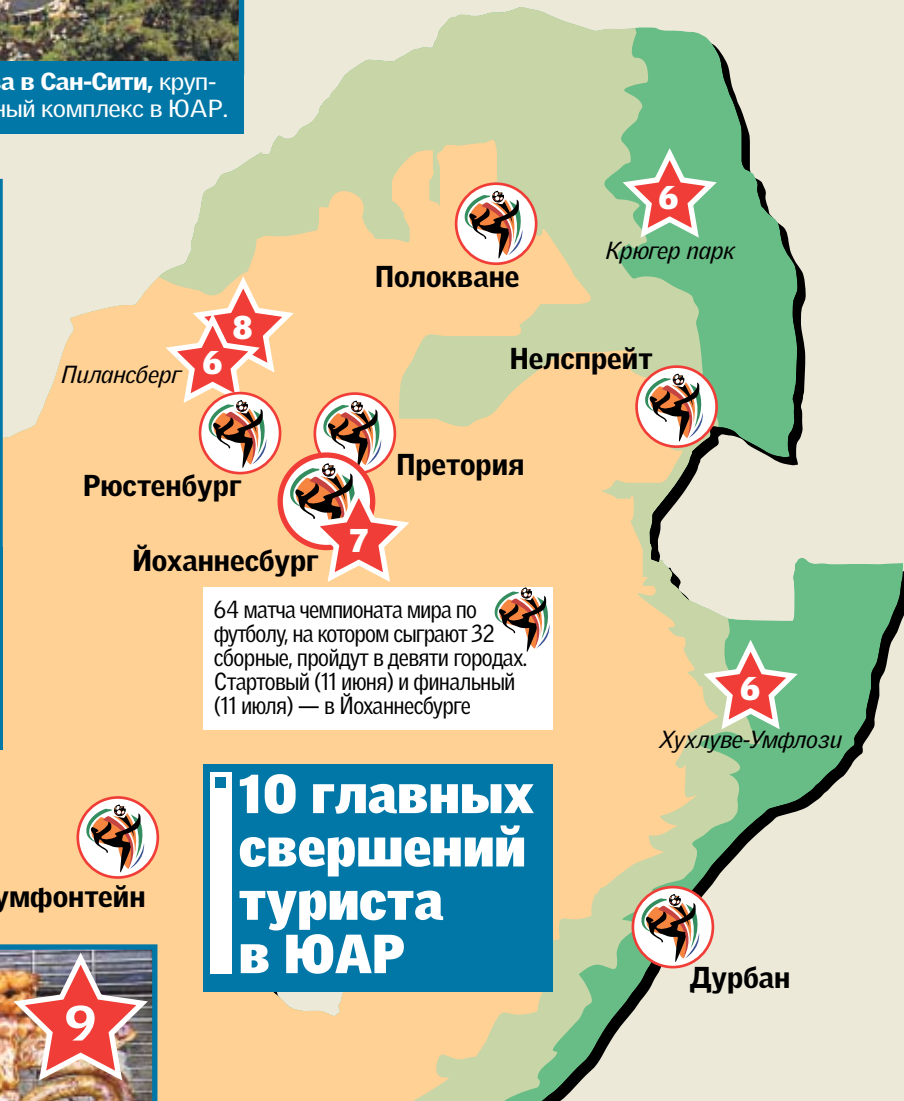 а в Сан-Сити, круп-
ный комплекс в ЮАР.
6
Крюгер парк
Полокване
8
6
Пилансберг
Нелспрейт
Рюстенбург
Претория
7
Йоханнесбург
64 матча чемпионата мира по
футболу, на котором сыграют 32
сборные, пройдут в девяти городах.
Стартовый (11 июня) и финальный
(11 июля) — в Йоханнесбурге
6
Хухлуве-Умфлози
10 главных
свершений
туриста
в ЮАР
умфонтейн
Дурбан
9